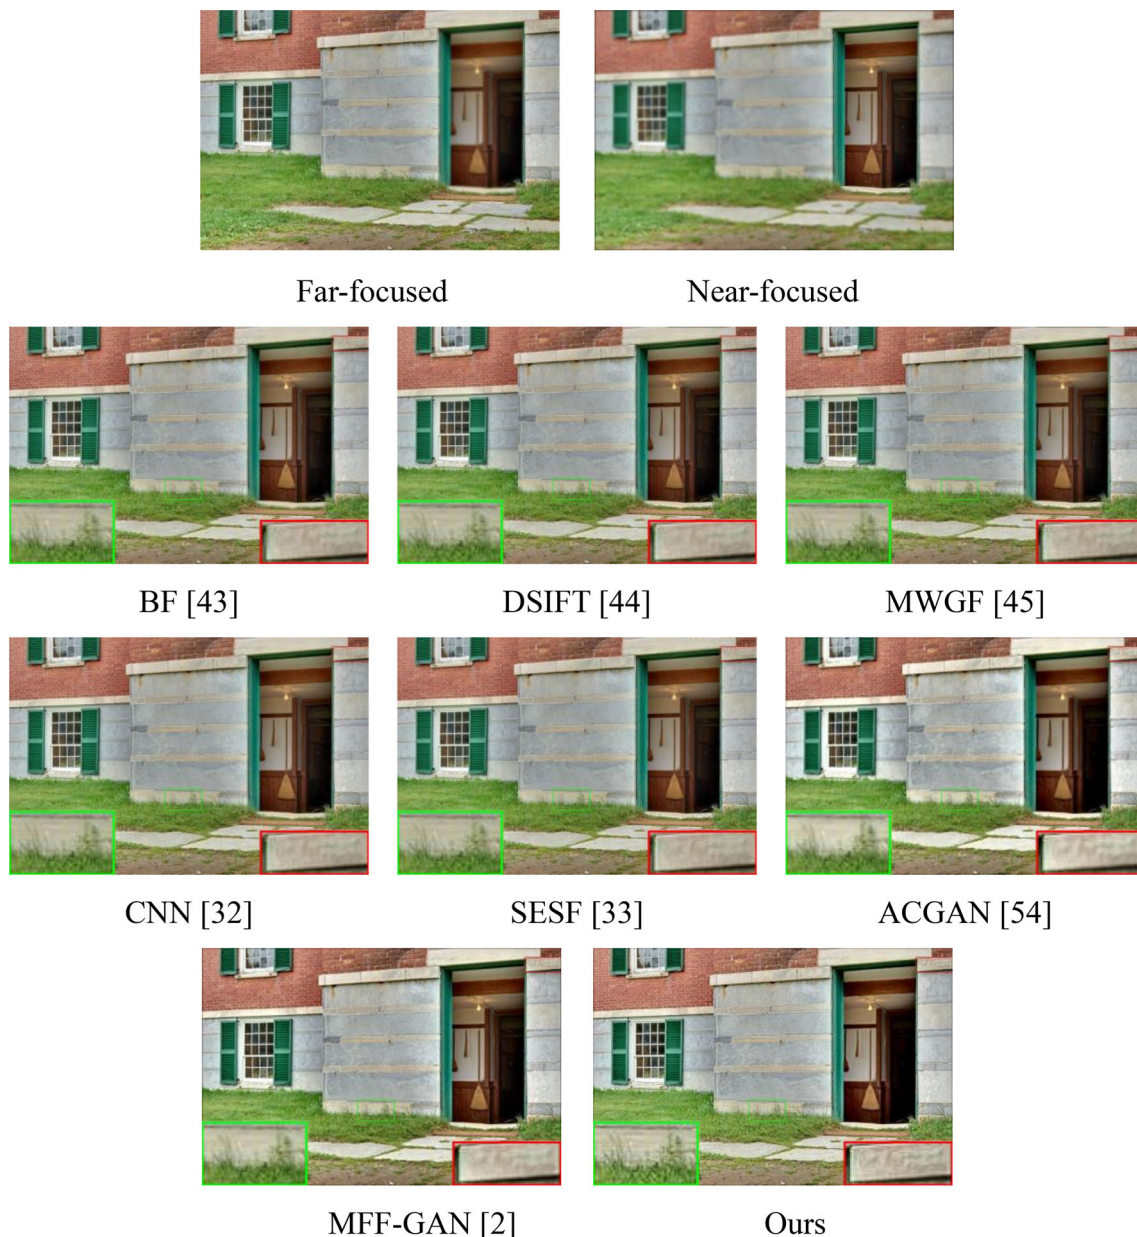 Far-focused Near-focused
BF [43] DSIFT [44] MWGF [45]
CNN [32] SESF [33] ACGAN [54]
MFF-GAN [2] Ours